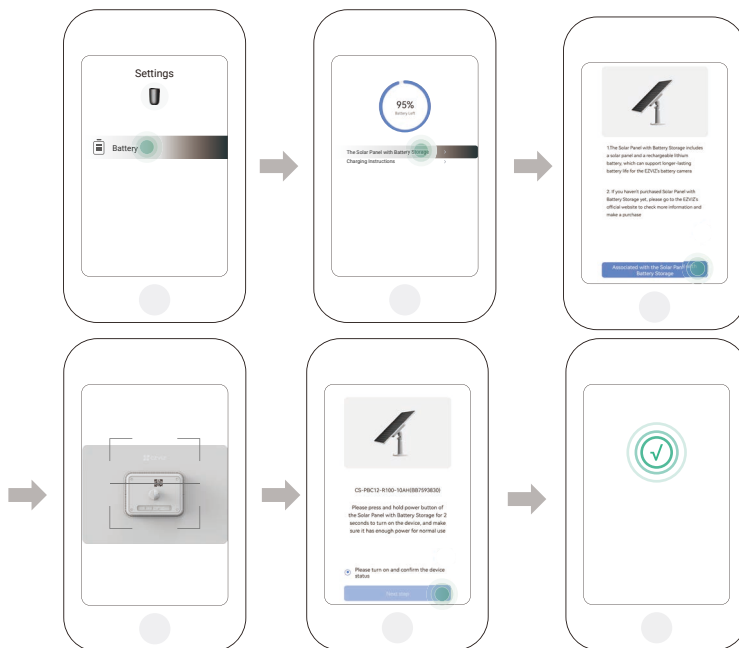 Settings
Battery
95%
Battery Left
The Solar Panel with Battery Storage
Charging Instructions
1.The Solar Panel with Battery Storage includes
a solar panel and a rechargeable lithium
battery, which can support longer-lasting
battery life for the EZVIZ's battery camera
2. If you haven't purchased Solar Panel with
Battery Storage yet, please go to the EZVIZ's
official website to check more information and
make a purchase
Associated with the Solar Panel with
Battery Storage
CS-PBC12-R100-10AH(BB7593830)
Please press and hold power button of
the Solar Panel with Battery Storage for 2
seconds to turn on the device, and make
sure it has enough power for normal use
Please turn on and confirm the device
status
Next step
√